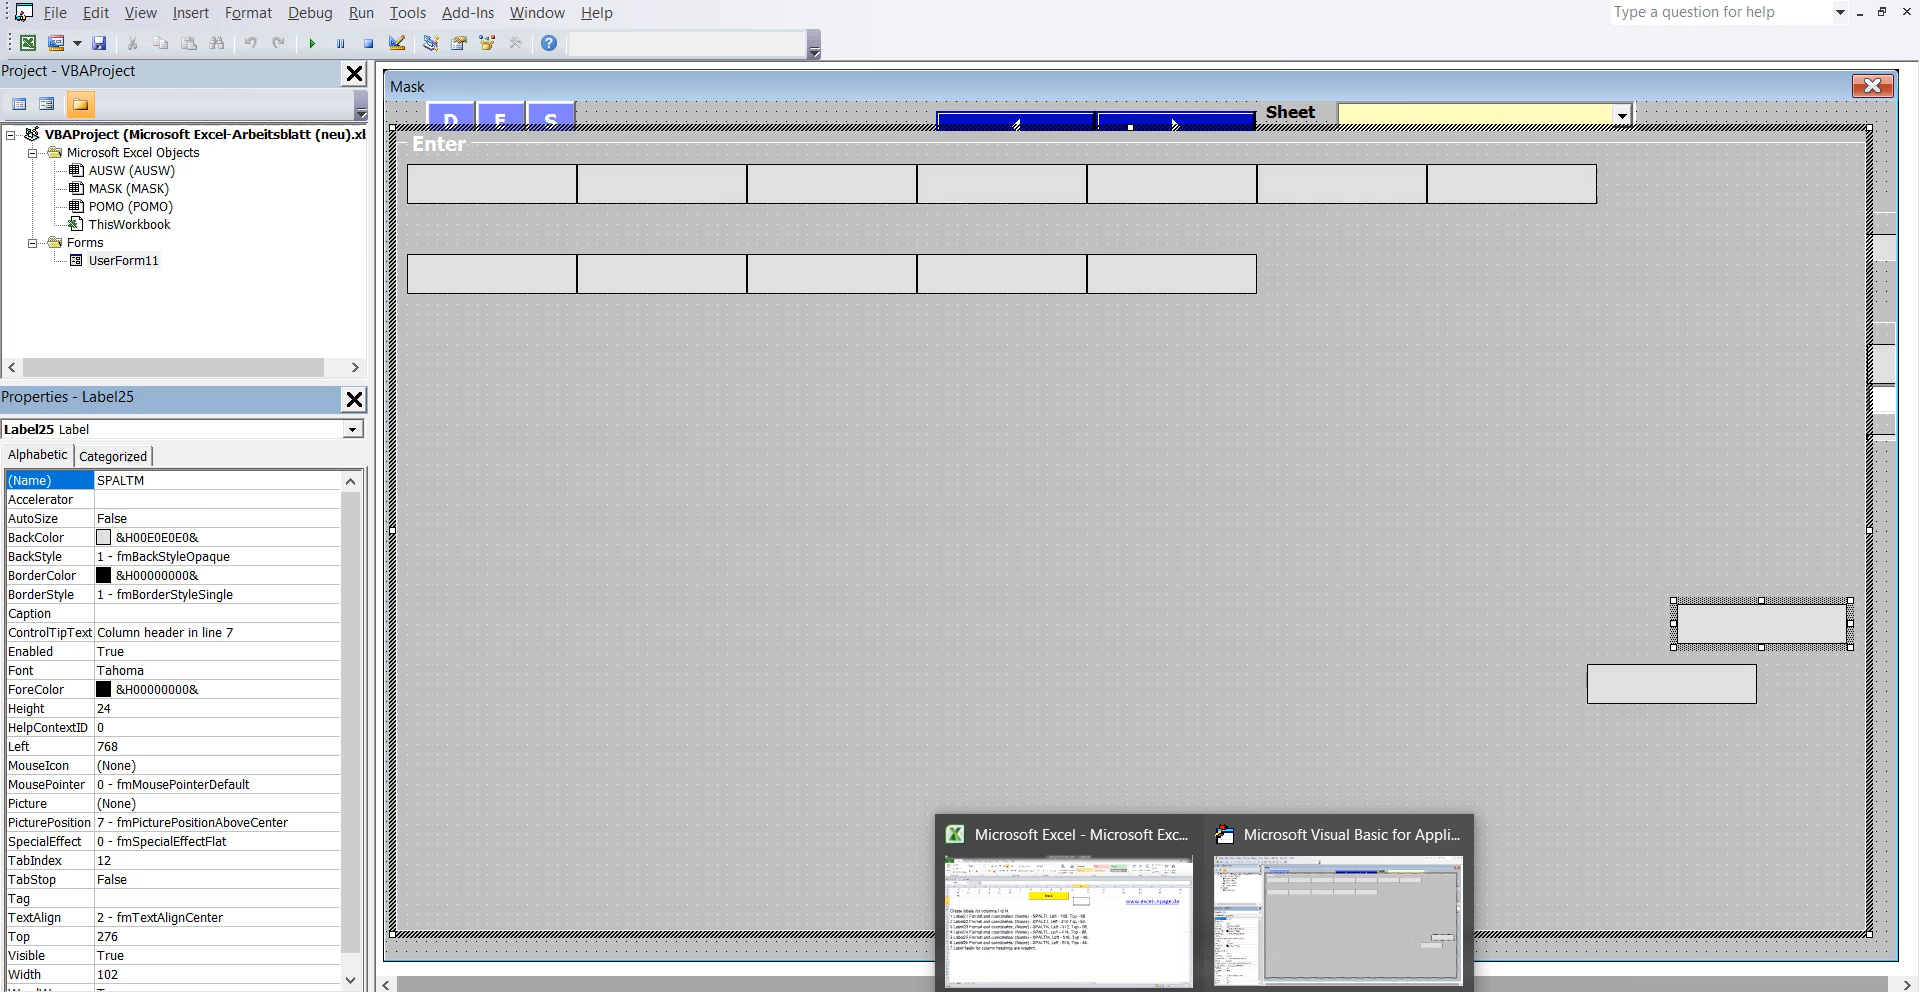 File Edit View Insert Format Debug Run Tools Add-Ins Window Help
Type a question for help
Project - VBAProject
VBAProject (Microsoft Excel-Arbeitsblatt (neu).xl
Microsoft Excel Objects
AUSW (AUSW)
MASK (MASK)
POMO (POMO)
ThisWorkbook
Forms
UserForm11
Properties - Label25
Label25 Label
Alphabetic Categorized
(Name) SPALTM
Accelerator
AutoSize False
BackColor &H00E0E0E0&
BackStyle 1 - fmBackStyleOpaque
BorderColor &H00000000&
BorderStyle 1 - fmBorderStyleSingle
Caption
ControlTipText Column header in line 7
Enabled True
Font Tahoma
ForeColor &H00000000&
Height 24
HelpContextID 0
Left 768
MouseIcon (None)
MousePointer 0 - fmMousePointerDefault
Picture (None)
PicturePosition 7 - fmPicturePositionAboveCenter
SpecialEffect 0 - fmSpecialEffectFlat
TabIndex 12
TabStop False
Tag
TextAlign 2 - fmTextAlignCenter
Top 276
Visible True
Width 102
Mask
D E S
Sheet
Enter
Microsoft Excel - Microsoft Exc...
Microsoft Visual Basic for Appli...